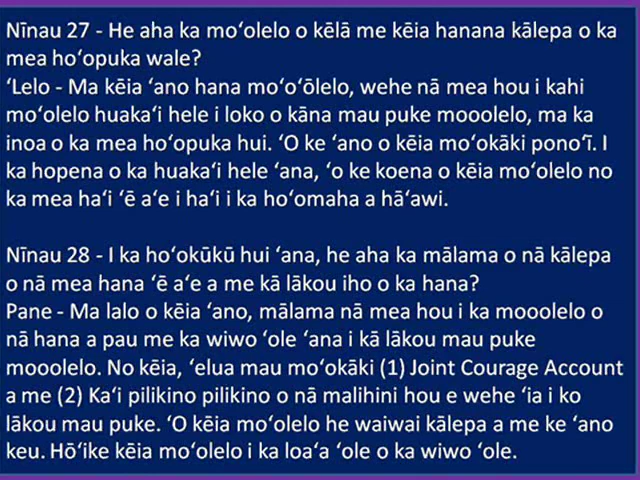 Nīnau 27 - He aha ka moʻolelo o kēlā me kēia hanana kālepa o ka
mea hoʻopuka wale?
ʻLelo - Ma kēia ʻano hana moʻoʻōlelo, wehe nā mea hou i kahi
moʻolelo huakaʻi hele i loko o kāna mau puke mooolelo, ma ka
inoa o ka mea hoʻopuka hui. ʻO ke ʻano o kēia moʻokāki ponoʻī. I
ka hopena o ka huakaʻi hele ʻana, ʻo ke koena o kēia moʻolelo no
ka mea haʻi ʻē aʻe i haʻi i ka hoʻomaha a hāʻawi.
Nīnau 28 - I ka hoʻokūkū hui ʻana, he aha ka mālama o nā kālepa
o nā mea hana ʻē aʻe a me kā lākou iho o ka hana?
Pane - Ma lalo o kēia ʻano, mālama nā mea hou i ka mooolelo o
nā hana a pau me ka wiwo ʻole ʻana i kā lākou mau puke
mooolelo. No kēia, ʻelua mau moʻokāki (1) Joint Courage Account
a me (2) Kaʻi pilikino pilikino o nā malihini hou e wehe ʻia i ko
lākou mau puke. ʻO kēia moʻolelo he waiwai kālepa a me ke ʻano
keu. Hōʻike kēia moʻolelo i ka loaʻa ʻole o ka wiwo ʻole.